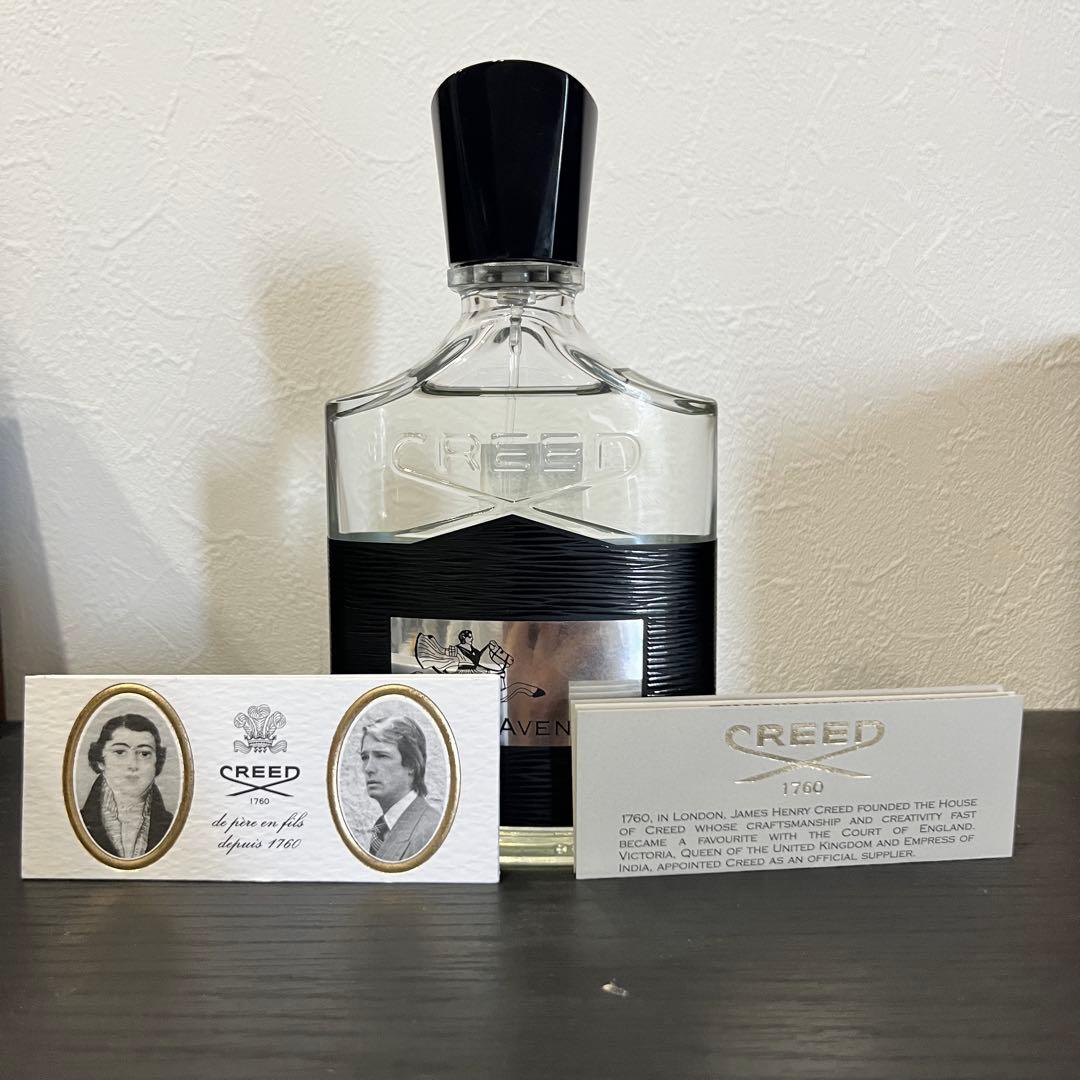 CREED
AVEN
CREED
1760
de père en fils
depuis 1760
CREED
1760
1760, IN LONDON, JAMES HENRY CREED FOUNDED THE HOUSE
OF CREED WHOSE CRAFTSMANSHIP AND CREATIVITY FAST
BECAME A FAVOURITE WITH THE COURT OF ENGLAND.
VICTORIA, QUEEN OF THE UNITED KINGDOM AND EMPRESS OF
INDIA, APPOINTED CREED AS AN OFFICIAL SUPPLIER.